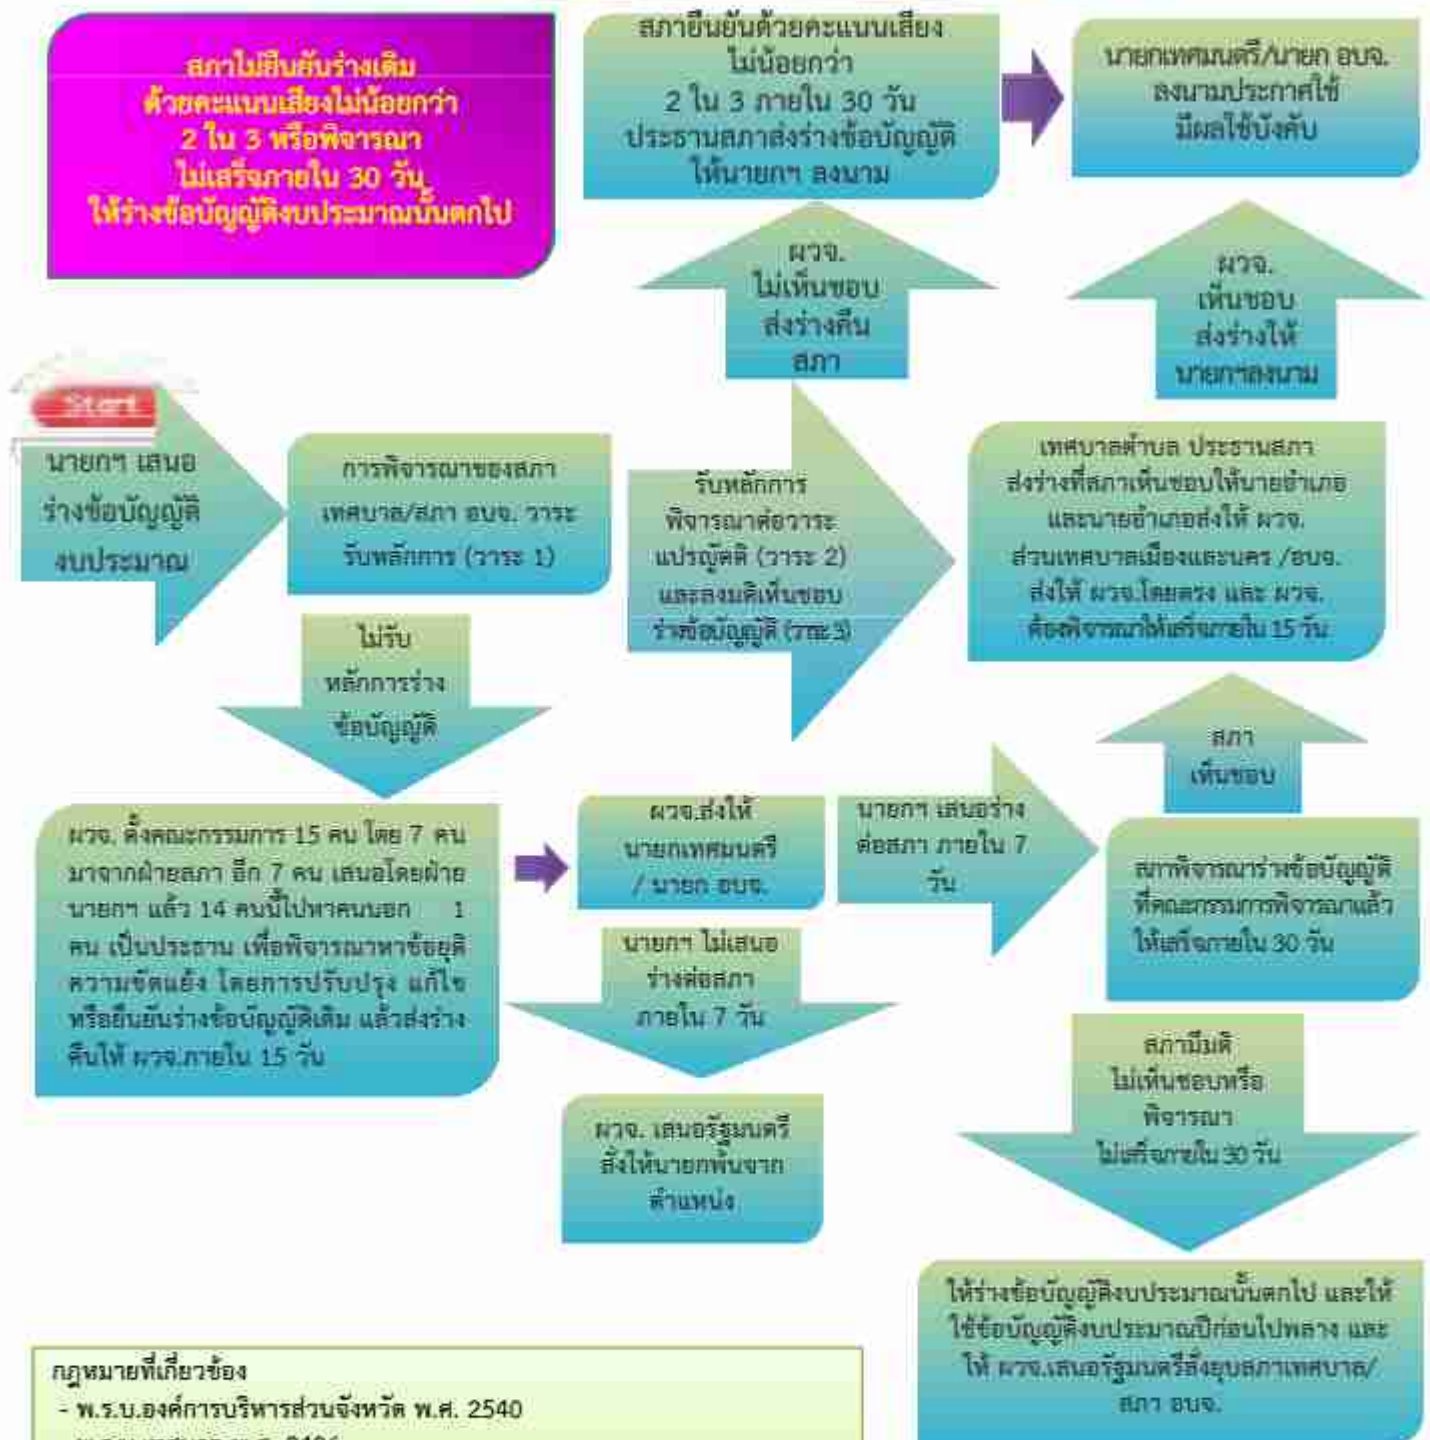 สภาไม่ยืนยันร่างเดิม
ด้วยคะแนนเสียงไม่น้อยกว่า
2 ใน 3 หรือพิจารณา
ไม่เสร็จภายใน 30 วัน
ให้ร่างข้อบัญญัติงบประมาณนั้นตกไป
สภายืนยันด้วยคะแนนเสียง
ไม่น้อยกว่า
2 ใน 3 ภายใน 30 วัน
ประธานสภาส่งร่างข้อบัญญัติ
ให้นายกฯ ลงนาม
นายกเทศมนตรี/นายก อบจ.
ลงนามประกาศใช้
มีผลใช้บังคับ
ผวจ.
ไม่เห็นชอบ
ส่งร่างคืน
สภา
ผวจ.
เห็นชอบ
ส่งร่างให้
นายกฯลงนาม
Start
นายกฯ เสนอ
ร่างข้อบัญญัติ
งบประมาณ
การพิจารณาของสภา
เทศบาล/สภา อบจ. วาระ
รับหลักการ (วาระ 1)
รับหลักการ
พิจารณาต่อวาระ
แปรญัตติ (วาระ 2)
และลงมติเห็นชอบ
ร่างข้อบัญญัติ (วาระ 3)
เทศบาลตำบล ประธานสภา
ส่งร่างที่สภาเห็นชอบให้นายอำเภอ
และนายอำเภอส่งให้ ผวจ.
ส่วนเทศบาลเมืองและนคร /อบจ.
ส่งให้ ผวจ.โดยตรง และ ผวจ.
ต้องพิจารณาให้เสร็จภายใน 15 วัน
ไม่รับ
หลักการร่าง
ข้อบัญญัติ
สภา
เห็นชอบ
ผวจ. ตั้งคณะกรรมการ 15 คน โดย 7 คน
มาจากฝ่ายสภา อีก 7 คน เสนอโดยฝ่าย
นายกฯ แล้ว 14 คนนี้ไปหาคนนอก 1
คน เป็นประธาน เพื่อพิจารณาหาข้อยุติ
ความขัดแย้ง โดยการปรับปรุง แก้ไข
หรือยืนยันร่างข้อบัญญัติเดิม แล้วส่งร่าง
คืนให้ ผวจ.ภายใน 15 วัน
ผวจ.ส่งให้
นายกเทศมนตรี
/ นายก อบจ.
นายกฯ เสนอร่าง
ต่อสภา ภายใน 7
วัน
สภาพิจารณาร่างข้อบัญญัติ
ที่คณะกรรมการพิจารณาแล้ว
ให้เสร็จภายใน 30 วัน
นายกฯ ไม่เสนอ
ร่างต่อสภา
ภายใน 7 วัน
สภามีมติ
ไม่เห็นชอบหรือ
พิจารณา
ไม่เสร็จภายใน 30 วัน
ผวจ. เสนอรัฐมนตรี
สั่งให้นายกพ้นจาก
ตำแหน่ง
ให้ร่างข้อบัญญัติงบประมาณนั้นตกไป และให้
ใช้ข้อบัญญัติงบประมาณปีก่อนไปพลาง และ
ให้ ผวจ.เสนอรัฐมนตรีสั่งยุบสภาเทศบาล/
สภา อบจ.
กฎหมายที่เกี่ยวข้อง
- พ.ร.บ.องค์การบริหารส่วนจังหวัด พ.ศ. 2540